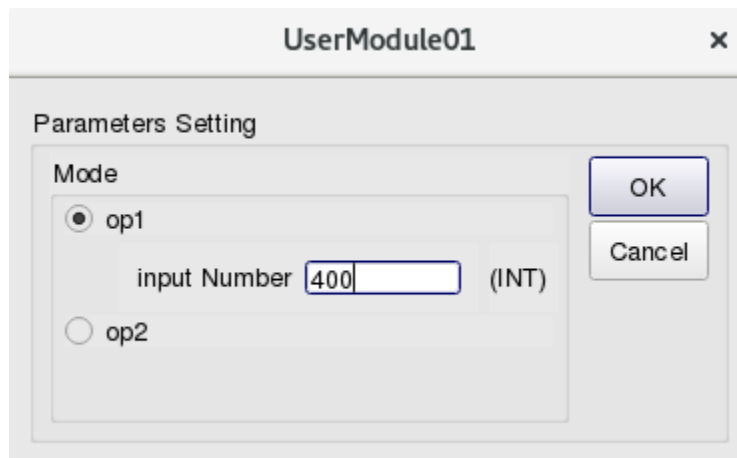 UserModule01
Parameters Setting
Mode
OK
op1
Cancel
input Number 400 (INT)
op2